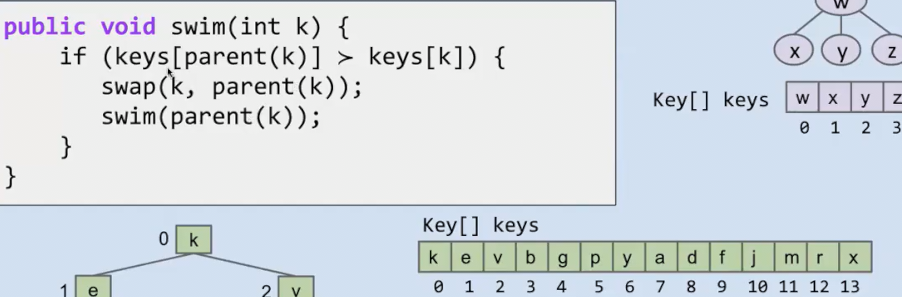 public void swim(int k) {
if (keys[parent(k)] ≻ keys[k]) {
swap(k, parent(k));
swim(parent(k));
}
}
w
x y z
Key[] keys w x y z
0 1 2 3
Key[] keys
k e v b g p y a d f j m r x
0 1 2 3 4 5 6 7 8 9 10 11 12 13
0 k
1 e 2 v